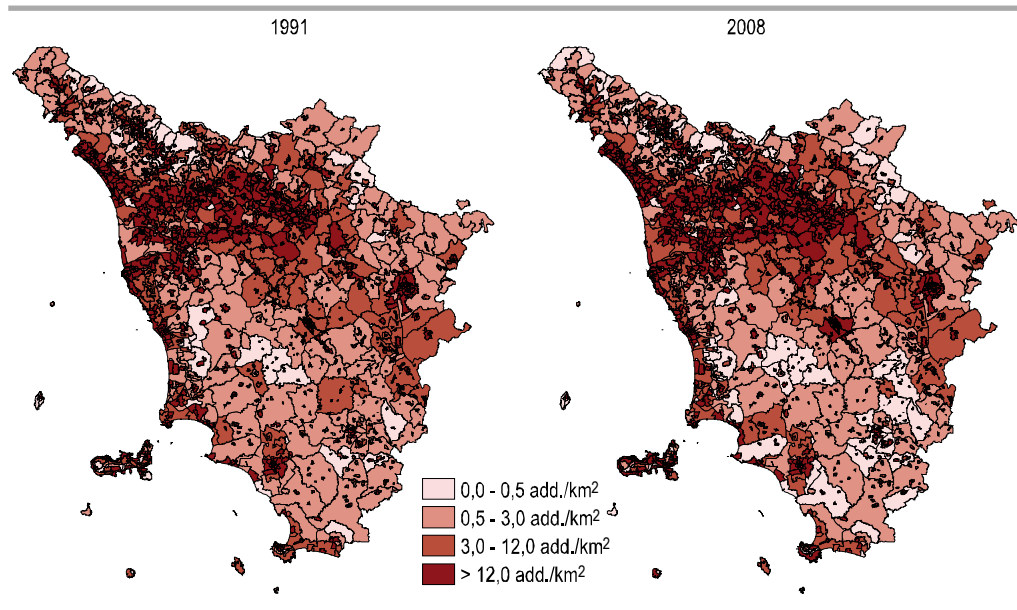 1991
2008
0,0 - 0,5 add./km²
0,5 - 3,0 add./km²
3,0 - 12,0 add./km²
> 12,0 add./km²